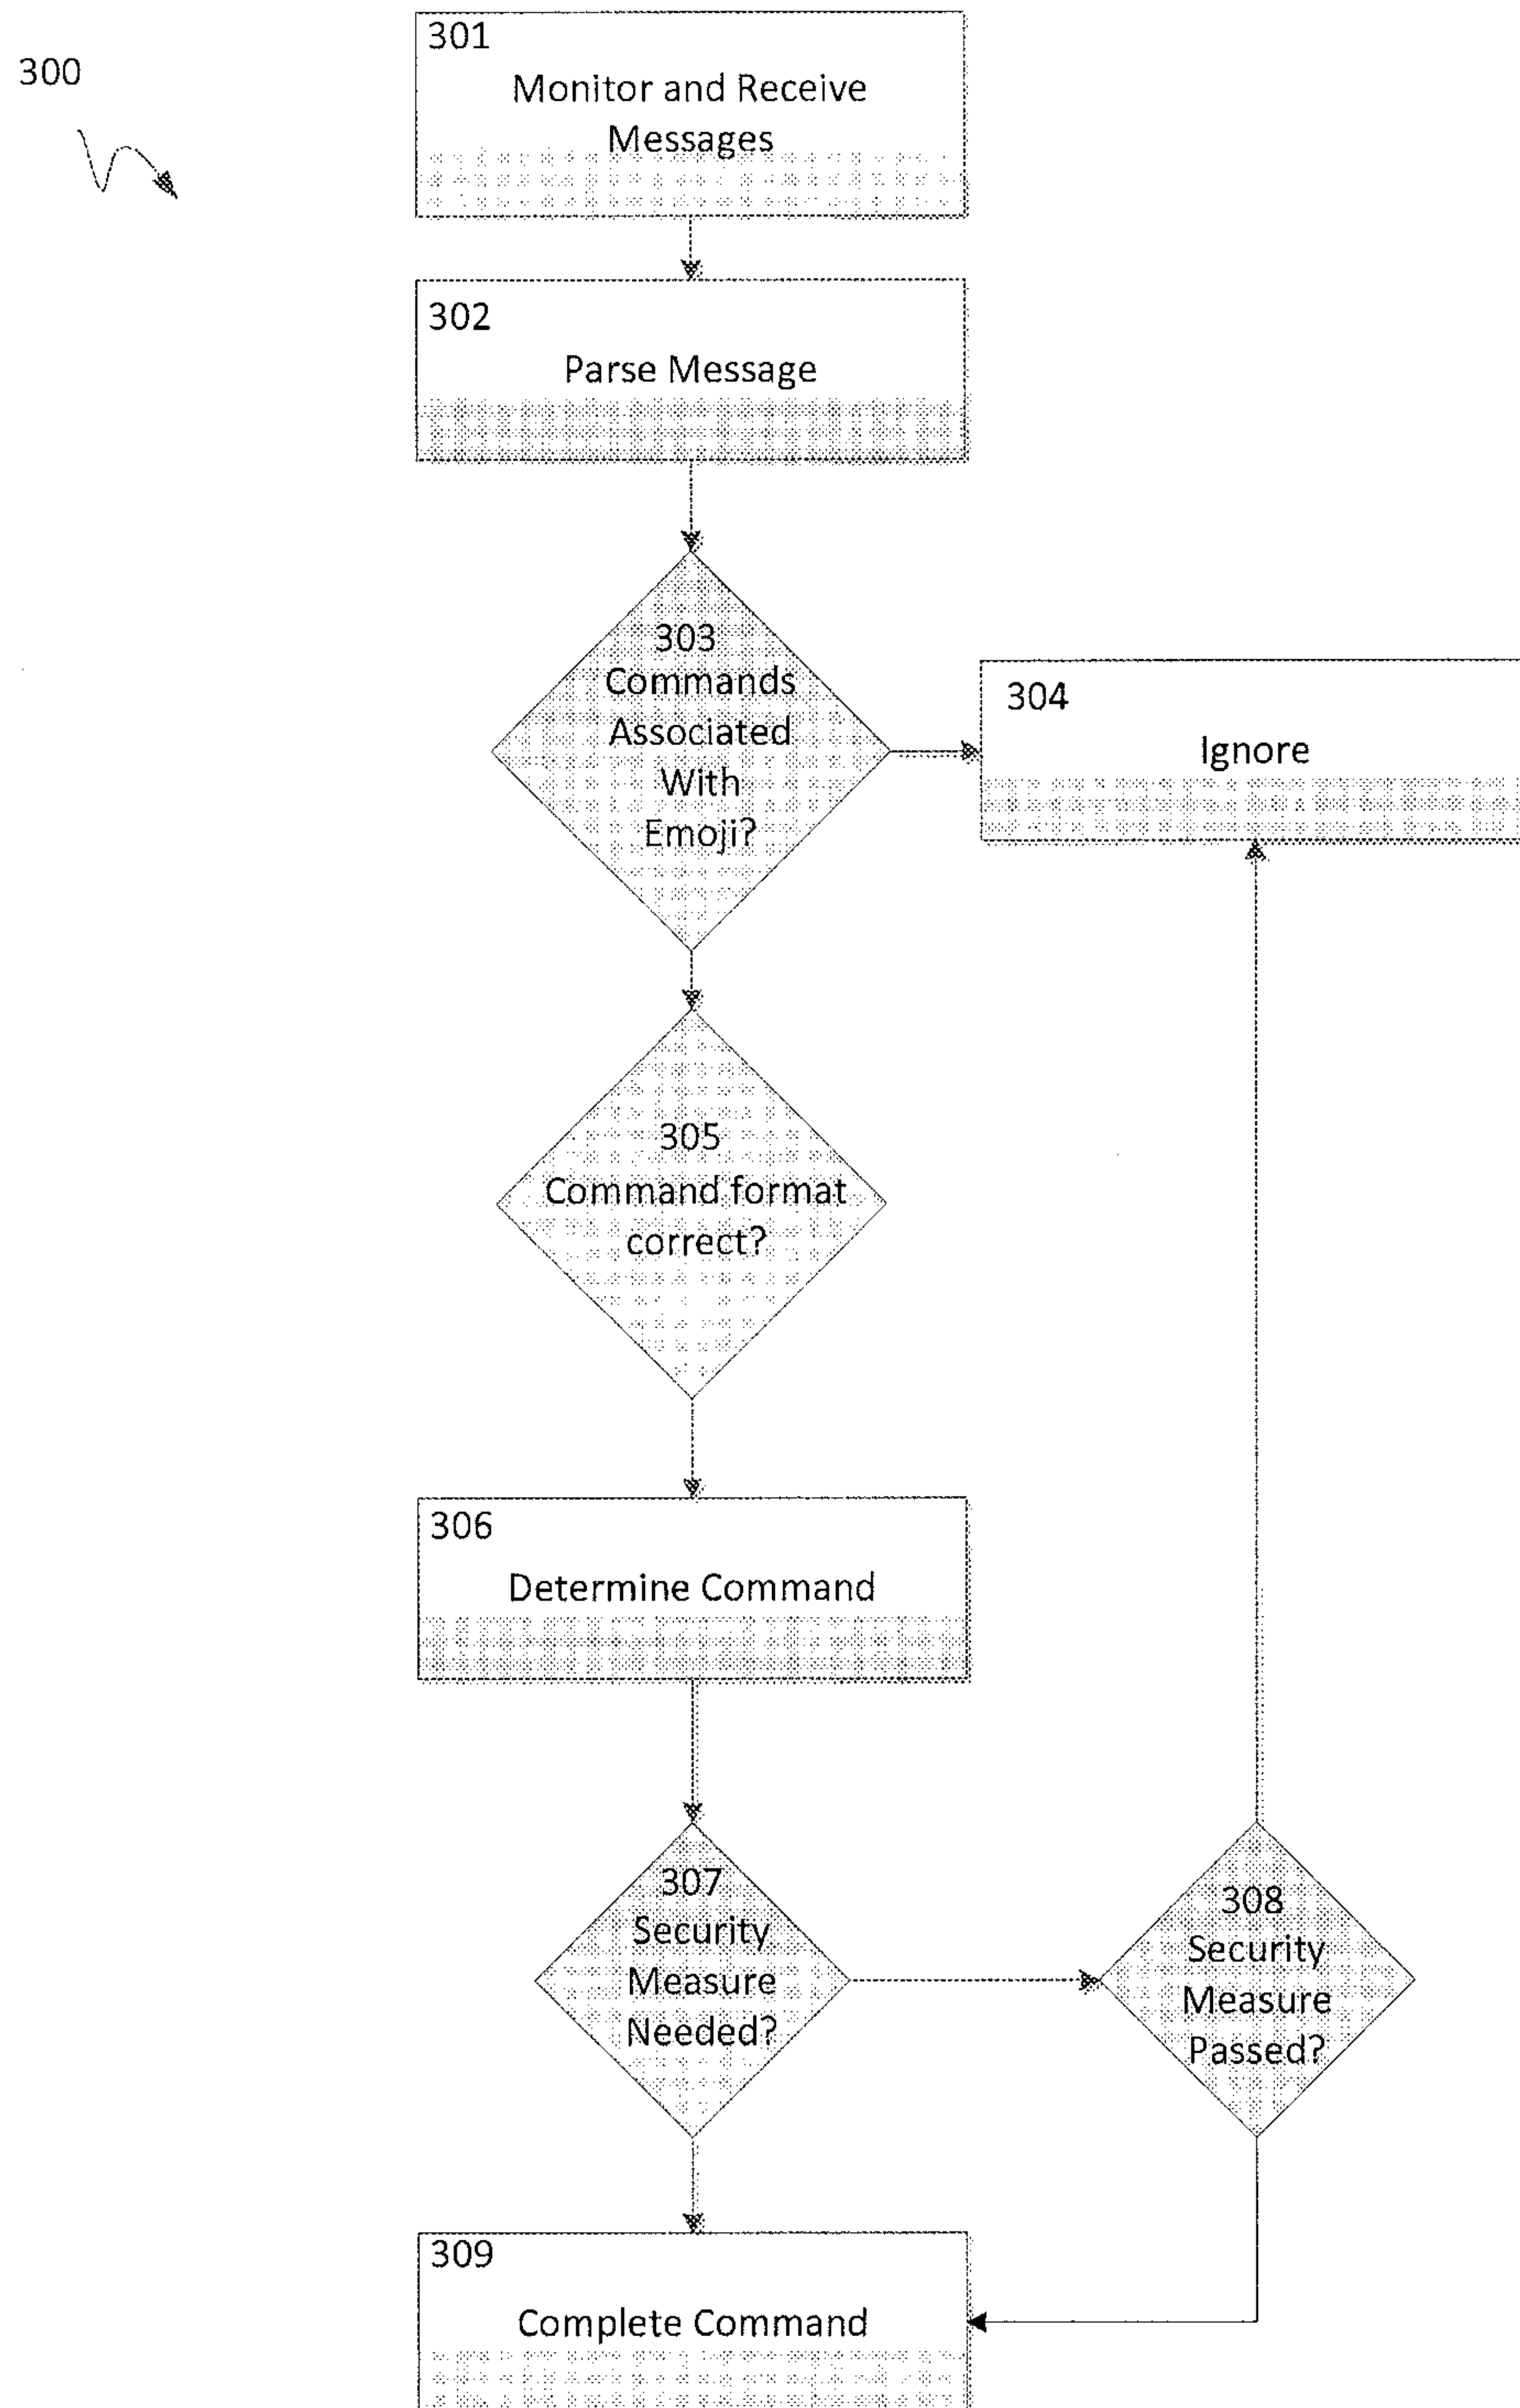 300
301
Monitor and Receive
Messages
302
Parse Message
303
Commands
Associated
With
Emoji?
304
Ignore
305
Command format
correct?
306
Determine Command
307
Security
Measure
Needed?
308
Security
Measure
Passed?
309
Complete Command